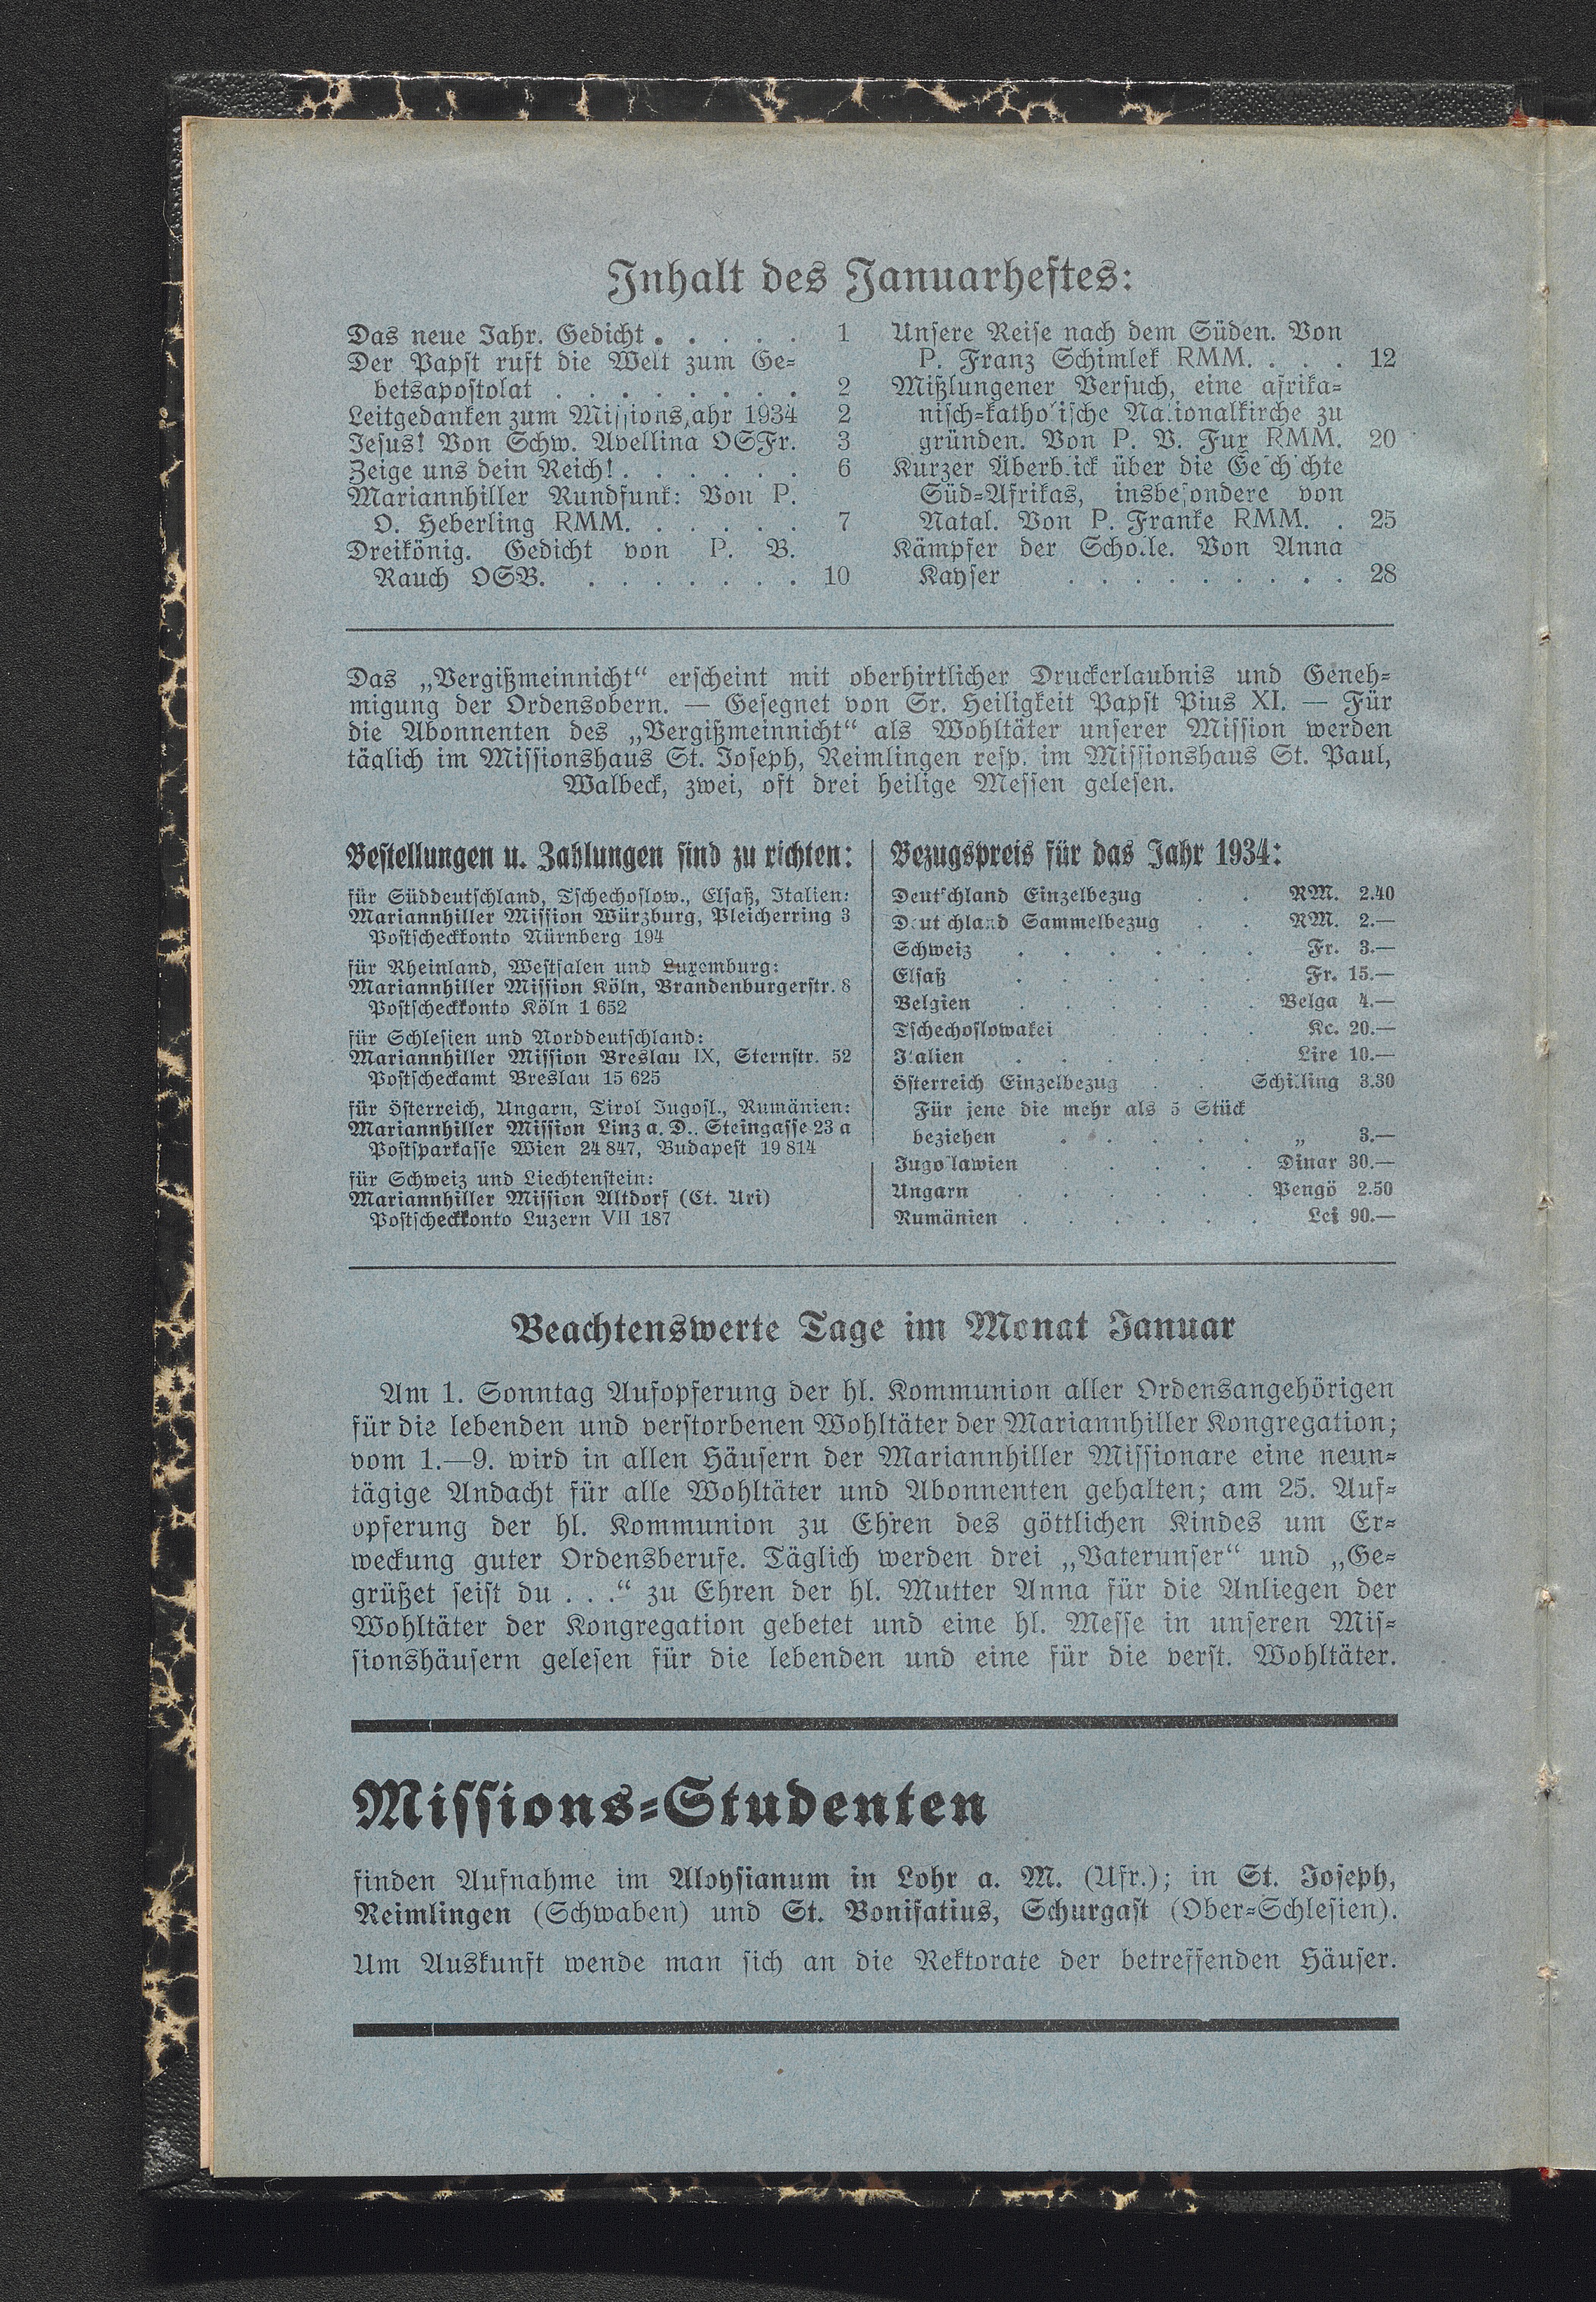 Inhalt des Januarheftes:
Das neue Jahr. Gedicht . . . . . 1
Der Papst ruft die Welt zum Ge-
betsapostolat . . . . . . . . 2
Leitgedanken zum Missionsjahr 1934 2
Jesus! Von Schw. Avellina OSFr. 3
Zeige uns dein Reich! . . . . . . 6
Mariannhiller Rundfunk: Von P.
O. Heberling RMM. . . . . . 7
Dreikönig. Gedicht von P. B.
Rauch OSB. . . . . . . . 10
Unsere Reise nach dem Süden. Von
P. Franz Schimlek RMM. . . . 12
Mißlungener Versuch, eine afrika-
nisch-katholische Nationalkirche zu
gründen. Von P. V. Fux RMM. 20
Kurzer Überblick über die Geschichte
Süd-Afrikas, insbesondere von
Natal. Von P. Franke RMM. . 25
Kämpfer der Scholle. Von Anna
Kayser . . . . . . . . . 28
Das „Vergißmeinnicht“ erscheint mit oberhirtlicher Druckerlaubnis und Geneh-
migung der Ordensobern. — Gesegnet von Sr. Heiligkeit Papst Pius XI. — Für
die Abonnenten des „Vergißmeinnicht“ als Wohltäter unserer Mission werden
täglich im Missionshaus St. Joseph, Reimlingen resp. im Missionshaus St. Paul,
Walbeck, zwei, oft drei heilige Messen gelesen.
Bestellungen u. Zahlungen sind zu richten:
für Süddeutschland, Tschechoslow., Elsaß, Italien:
Mariannhiller Mission Würzburg, Pleicherring 3
Postscheckkonto Nürnberg 194
für Rheinland, Westfalen und Luxemburg:
Mariannhiller Mission Köln, Brandenburgerstr. 8
Postscheckkonto Köln 1 652
für Schlesien und Norddeutschland:
Mariannhiller Mission Breslau IX, Sternstr. 52
Postscheckamt Breslau 15 625
für Österreich, Ungarn, Tirol Jugosl., Rumänien:
Mariannhiller Mission Linz a. D.. Steingasse 23 a
Postsparkasse Wien 24 847, Budapest 19 814
für Schweiz und Liechtenstein:
Mariannhiller Mission Altdorf (Ct. Uri)
Postscheckkonto Luzern VII 187
Bezugspreis für das Jahr 1934:
Deutschland Einzelbezug . . RM. 2.40
Deutschland Sammelbezug . . RM. 2.—
Schweiz . . . . . . Fr. 3.—
Elsaß . . . . . . Fr. 15.—
Belgien . . . . . . Belga 4.—
Tschechoslowakei . . . . Kc. 20.—
Italien . . . . . . Lire 10.—
Österreich Einzelbezug . . Schilling 3.30
Für jene die mehr als 5 Stück
beziehen . . . . . . „ 3.—
Jugoslawien . . . . . Dinar 30.—
Ungarn . . . . . . Pengö 2.50
Rumänien . . . . . . Lei 90.—
Beachtenswerte Tage im Monat Januar
Am 1. Sonntag Aufopferung der hl. Kommunion aller Ordensangehörigen
für die lebenden und verstorbenen Wohltäter der Mariannhiller Kongregation;
vom 1.—9. wird in allen Häusern der Mariannhiller Missionare eine neun-
tägige Andacht für alle Wohltäter und Abonnenten gehalten; am 25. Auf-
opferung der hl. Kommunion zu Ehren des göttlichen Kindes um Er-
weckung guter Ordensberufe. Täglich werden drei „Vaterunser“ und „Ge-
grüßet seist du . . .“ zu Ehren der hl. Mutter Anna für die Anliegen der
Wohltäter der Kongregation gebetet und eine hl. Messe in unseren Mis-
sionshäusern gelesen für die lebenden und eine für die verst. Wohltäter.
Missions-Studenten
finden Aufnahme im Aloysianum in Lohr a. M. (Ufr.); in St. Joseph,
Reimlingen (Schwaben) und St. Bonifatius, Schurgast (Ober-Schlesien).
Um Auskunft wende man sich an die Rektorate der betreffenden Häuser.